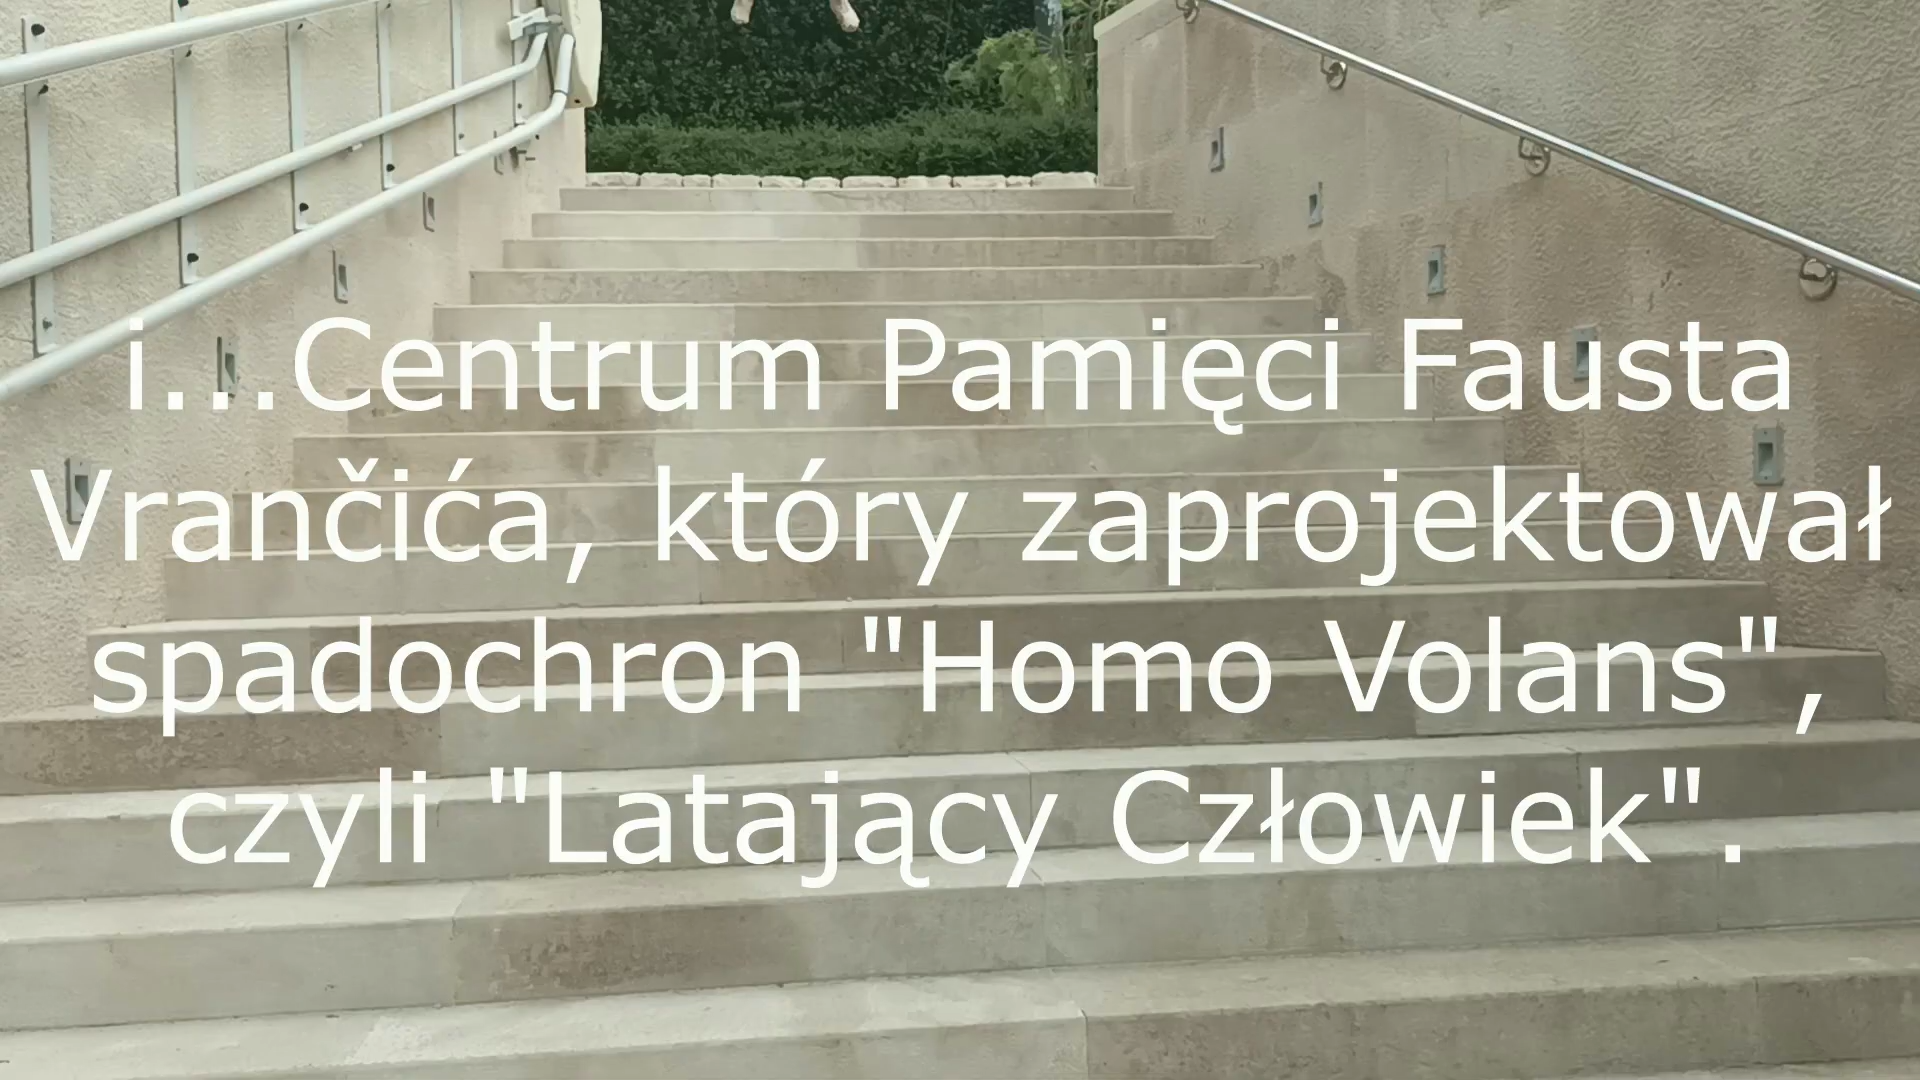 i...Centrum Pamięci Fausta
Vrančića, który zaprojektował
spadochron "Homo Volans",
czyli "Latający Człowiek".